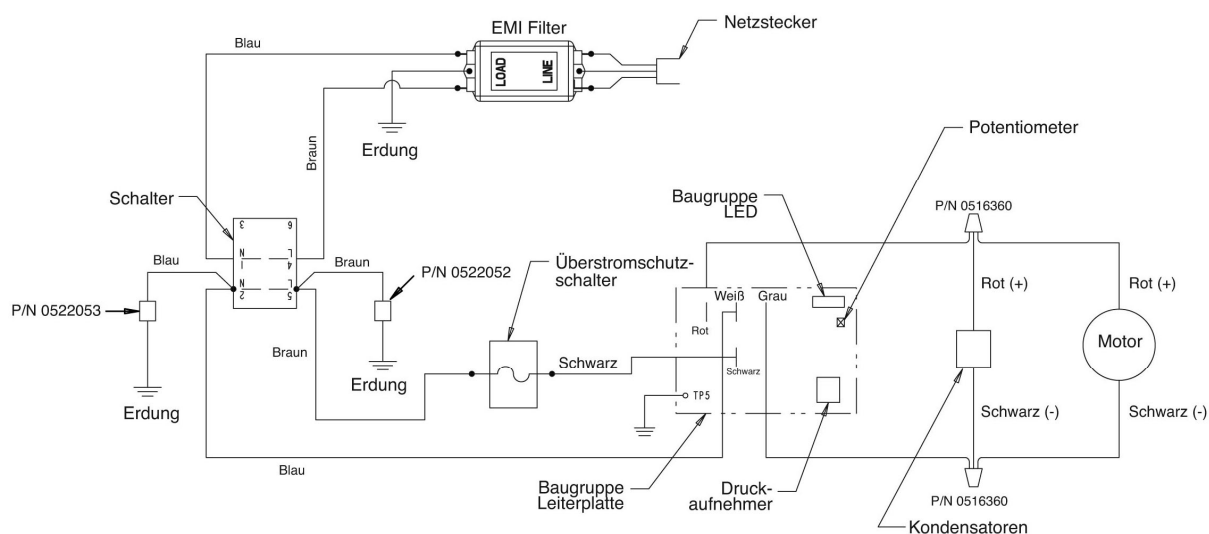 EMI Filter
Netzstecker
Blau
LOAD
LINE
Erdung
Braun
Potentiometer
Schalter
Baugruppe
LED
P/N 0516360
3
6
N
L
1
4
Blau
Braun
P/N 0522052
Überstromschutz-
schalter
N
L
2
5
P/N 0522053
Weiß
Grau
Rot (+)
Rot (+)
Rot
Motor
Braun
Schwarz
Schwarz
Erdung
Erdung
TP5
Schwarz (-)
Schwarz (-)
Blau
Baugruppe
Leiterplatte
Druck-
aufnehmer
P/N 0516360
Kondensatoren